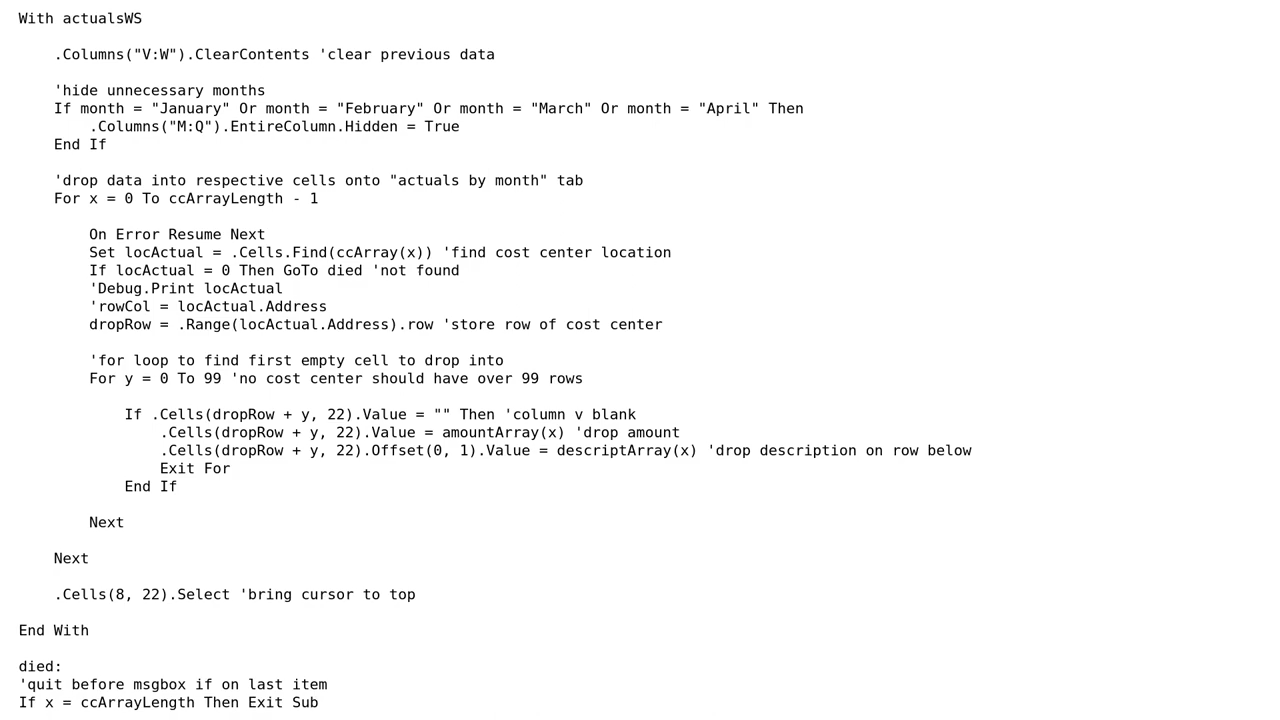 With actualsWS
.Columns("V:W").ClearContents 'clear previous data
'hide unnecessary months
If month = "January" Or month = "February" Or month = "March" Or month = "April" Then
.Columns("M:Q").EntireColumn.Hidden = True
End If
'drop data into respective cells onto "actuals by month" tab
For x = 0 To ccArrayLength - 1
On Error Resume Next
Set locActual = .Cells.Find(ccArray(x)) 'find cost center location
If locActual = 0 Then GoTo died 'not found
'Debug.Print locActual
'rowCol = locActual.Address
dropRow = .Range(locActual.Address).row 'store row of cost center
'for loop to find first empty cell to drop into
For y = 0 To 99 'no cost center should have over 99 rows
If .Cells(dropRow + y, 22).Value = "" Then 'column v blank
.Cells(dropRow + y, 22).Value = amountArray(x) 'drop amount
.Cells(dropRow + y, 22).Offset(0, 1).Value = descriptArray(x) 'drop description on row below
Exit For
End If
Next
Next
.Cells(8, 22).Select 'bring cursor to top
End With
died:
'quit before msgbox if on last item
If x = ccArrayLength Then Exit Sub